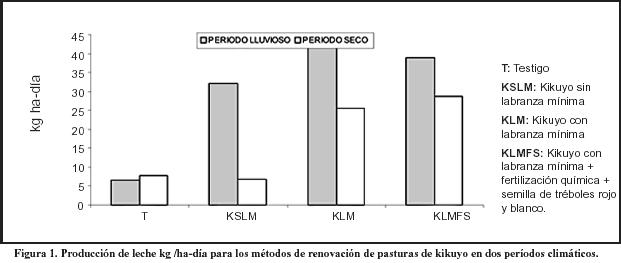 45
PERIODO LLUVIOSO PERIODO SECO
40
35
30
25
20
15
10
5
0
kg ha-día
T KSLM KLM KLMFS
T: Testigo
KSLM: Kikuyo sin
labranza mínima
KLM: Kikuyo con
labranza mínima
KLMFS: Kikuyo con
labranza mínima +
fertilización química +
semilla de tréboles rojo
y blanco.
Figura 1. Producción de leche kg /ha-día para los métodos de renovación de pasturas de kikuyo en dos períodos climáticos.